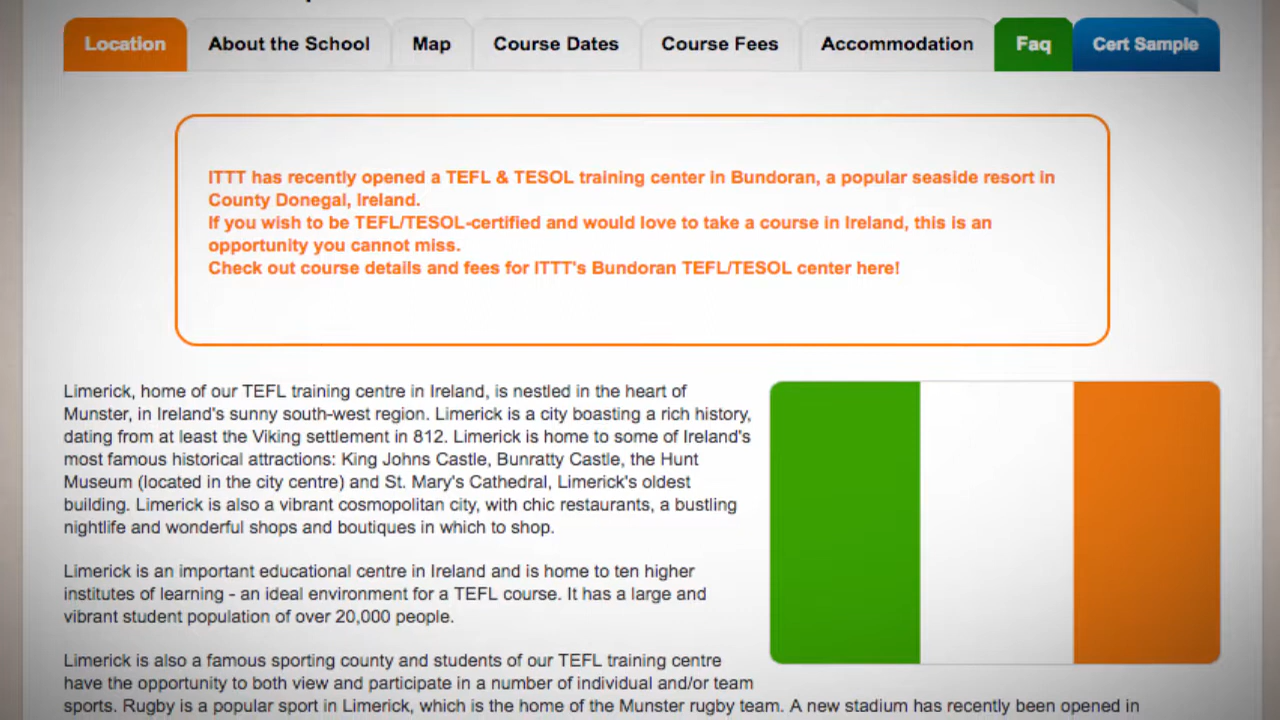 Location About the School Map Course Dates Course Fees Accommodation Faq Cert Sample
ITTT has recently opened a TEFL & TESOL training center in Bundoran, a popular seaside resort in
County Donegal, Ireland.
If you wish to be TEFL/TESOL-certified and would love to take a course in Ireland, this is an
opportunity you cannot miss.
Check out course details and fees for ITTT's Bundoran TEFL/TESOL center here!
Limerick, home of our TEFL training centre in Ireland, is nestled in the heart of
Munster, in Ireland's sunny south-west region. Limerick is a city boasting a rich history,
dating from at least the Viking settlement in 812. Limerick is home to some of Ireland's
most famous historical attractions: King Johns Castle, Bunratty Castle, the Hunt
Museum (located in the city centre) and St. Mary's Cathedral, Limerick's oldest
building. Limerick is also a vibrant cosmopolitan city, with chic restaurants, a bustling
nightlife and wonderful shops and boutiques in which to shop.
Limerick is an important educational centre in Ireland and is home to ten higher
institutes of learning - an ideal environment for a TEFL course. It has a large and
vibrant student population of over 20,000 people.
Limerick is also a famous sporting county and students of our TEFL training centre
have the opportunity to both view and participate in a number of individual and/or team
sports. Rugby is a popular sport in Limerick, which is the home of the Munster rugby team. A new stadium has recently been opened in